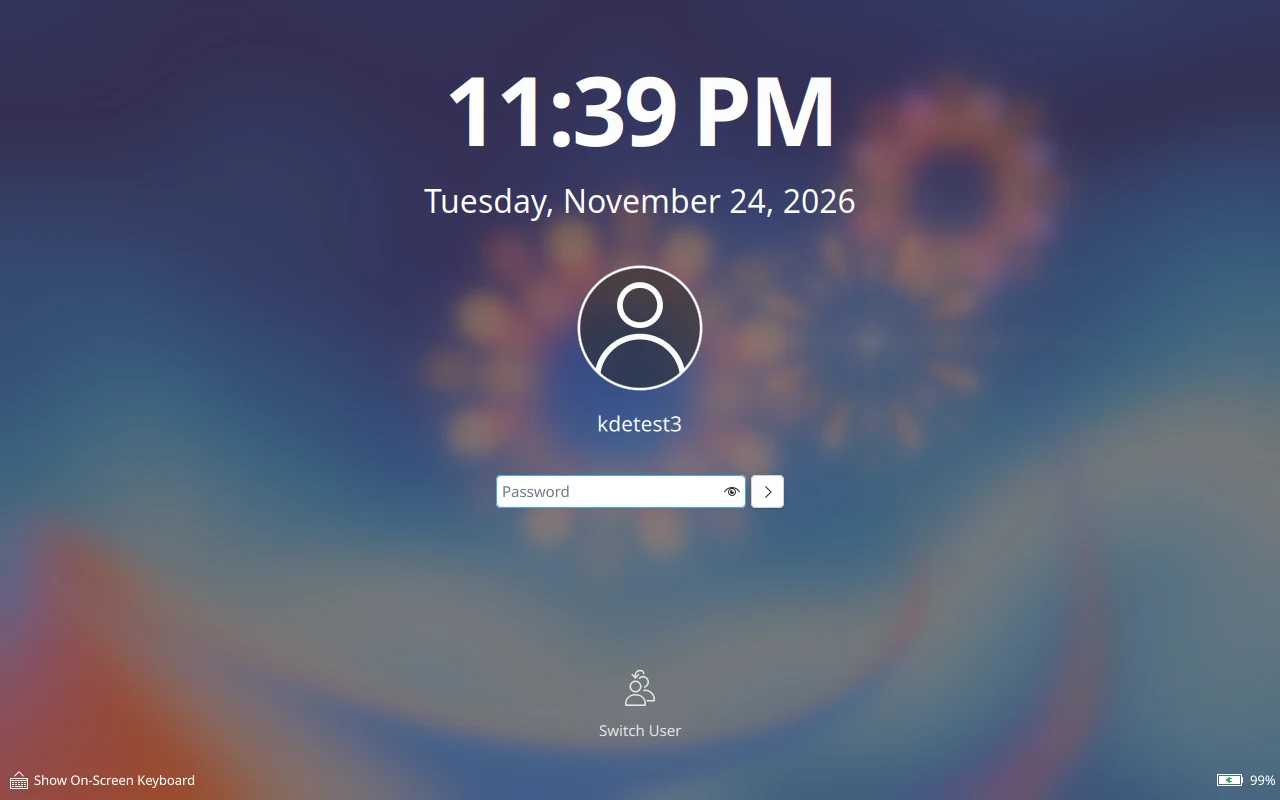 11:39 PM
Tuesday, November 24, 2026
kdetest3
Password
Switch User
Show On-Screen Keyboard
99%